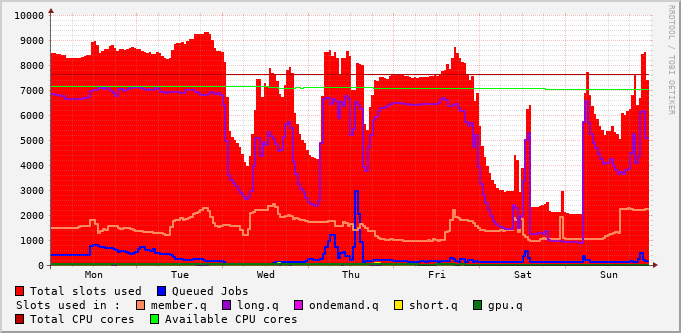 10000
9000
8000
7000
6000
5000
4000
3000
2000
1000
0
Mon Tue Wed Thu Fri Sat Sun
RRDTOOL / TOBI OETIKER
Total slots used Queued Jobs
Slots used in : member.q long.q ondemand.q short.q gpu.q
Total CPU cores Available CPU cores